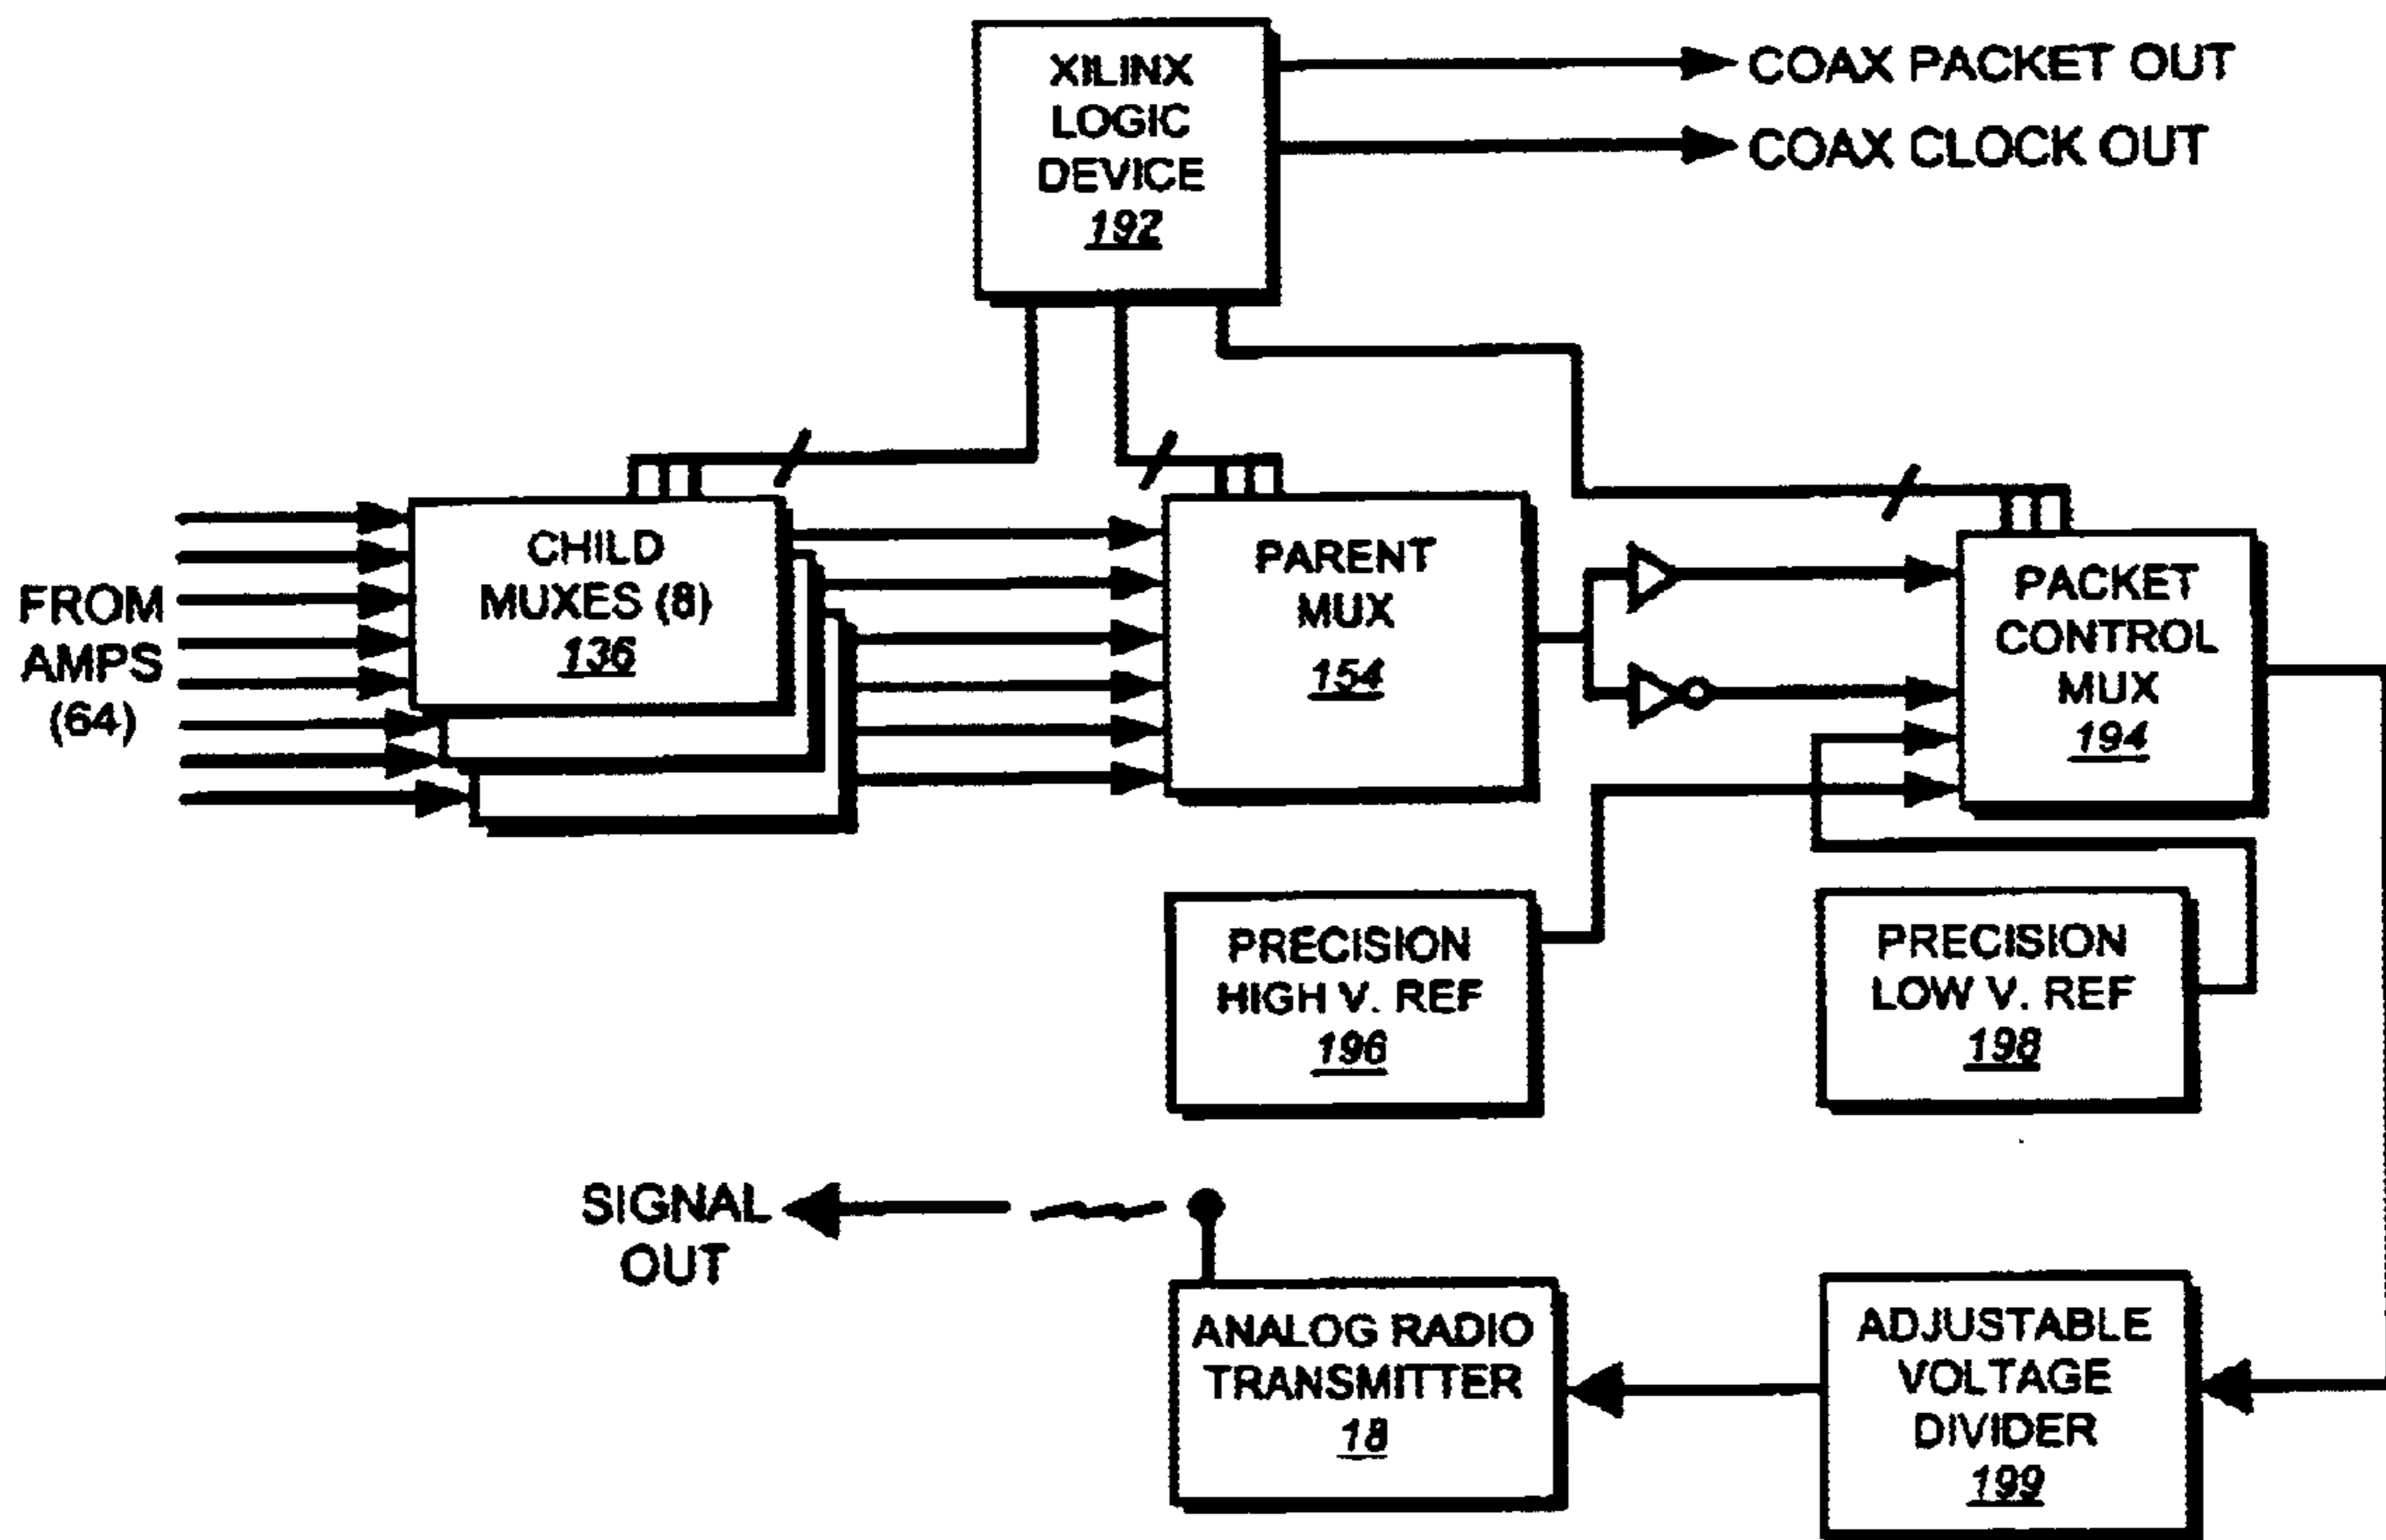 XILINX
LOGIC
DEVICE
192
COAX PACKET OUT
COAX CLOCK OUT
FROM
AMPS
(64)
CHILD
MUXES (8)
136
PARENT
MUX
154
PACKET
CONTROL
MUX
194
PRECISION
HIGH V. REF
196
PRECISION
LOW V. REF
198
SIGNAL
OUT
ANALOG RADIO
TRANSMITTER
18
ADJUSTABLE
VOLTAGE
DIVIDER
199